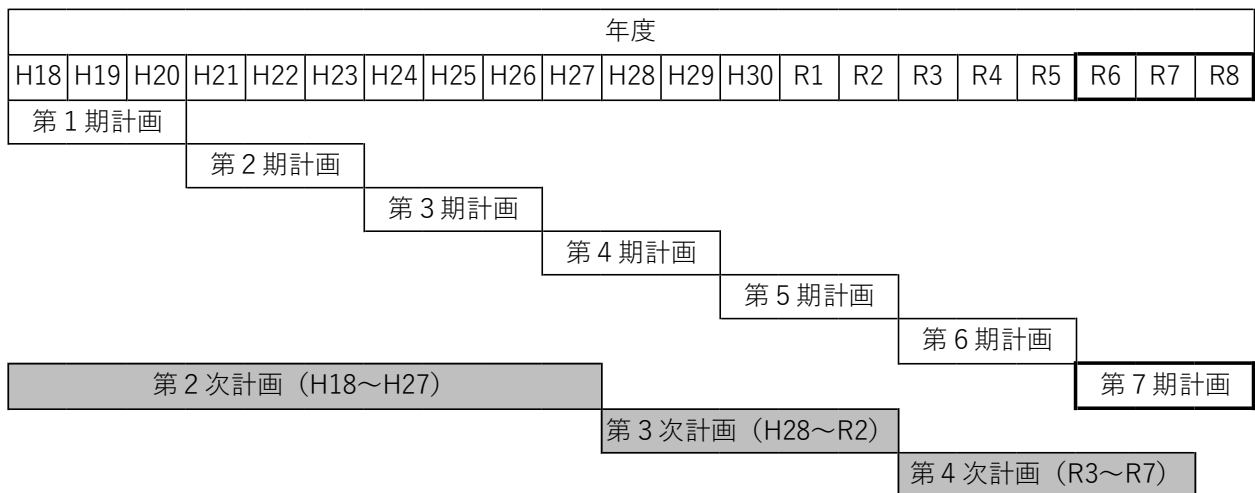 年度
H18 H19 H20 H21 H22 H23 H24 H25 H26 H27 H28 H29 H30 R1 R2 R3 R4 R5 R6 R7 R8
第1期計画
第2期計画
第3期計画
第4期計画
第5期計画
第6期計画
第2次計画（H18～H27） 第7期計画
第3次計画（H28～R2）
第4次計画（R3～R7）